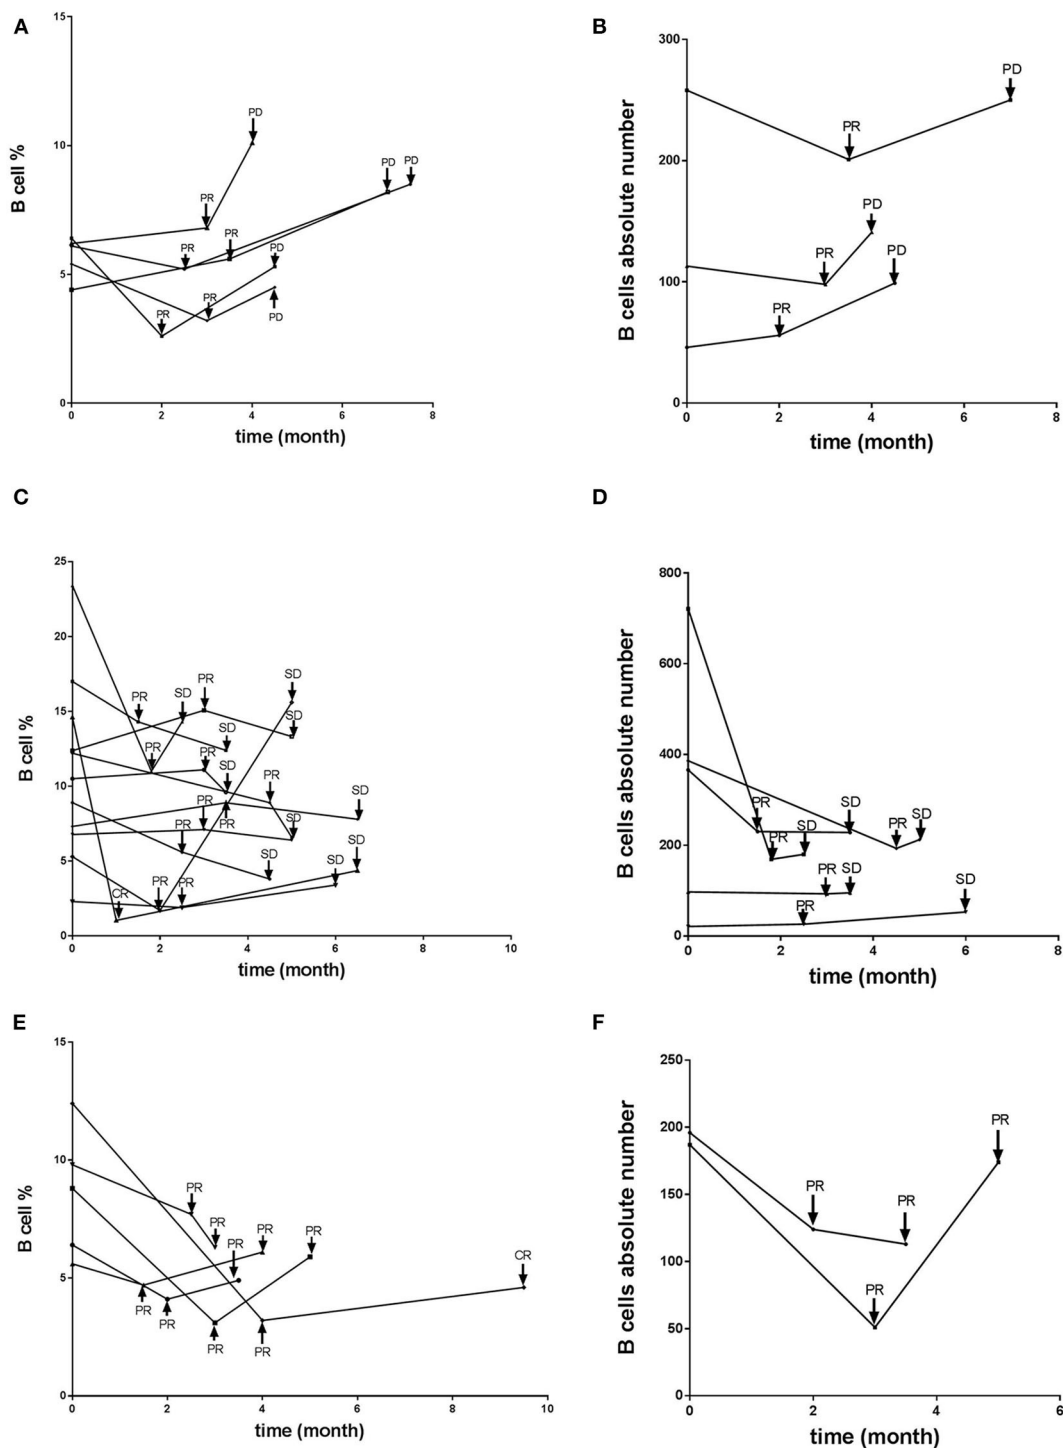 A
B cell %
15
10
5
0
PD
PR
PD
PD
PR
PR
PD
PR
PR
PD
0 2 4 6 8
time (month)
B
B cells absolute number
300
200
100
0
PD
PR
PD
PR
PD
PR
0 2 4 6 8
time (month)
C
B cell %
25
20
15
10
5
0
SD
PR
PR
SD
SD
SD
PR
PR
SD
PR
SD
PR
PR
SD
PR
SD
SD
SD
CR
PR
PR
0 2 4 6 8 10
time (month)
D
B cells absolute number
800
600
400
200
0
PR
SD
PR
SD
PR
SD
PR
SD
PR
SD
0 2 4 6 8
time (month)
E
B cell %
15
10
5
0
PR
PR
PR
PR
PR
CR
PR
PR
PR
PR
0 2 4 6 8 10
time (month)
F
B cells absolute number
250
200
150
100
50
0
PR
PR
PR
PR
0 2 4 6
time (month)